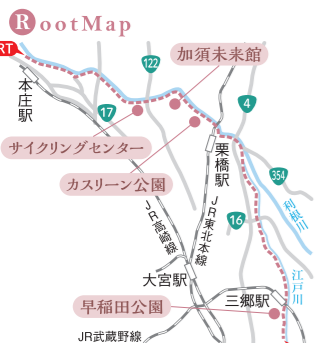 RootMap
RT
122
加須未来館
本庄駅
17
4
サイクリングセンター
栗橋駅
カスリーン公園
354
JR高崎線
JR東北本線
16
利根川
大宮駅
江戸川
早稲田公園
三郷駅
JR武蔵野線